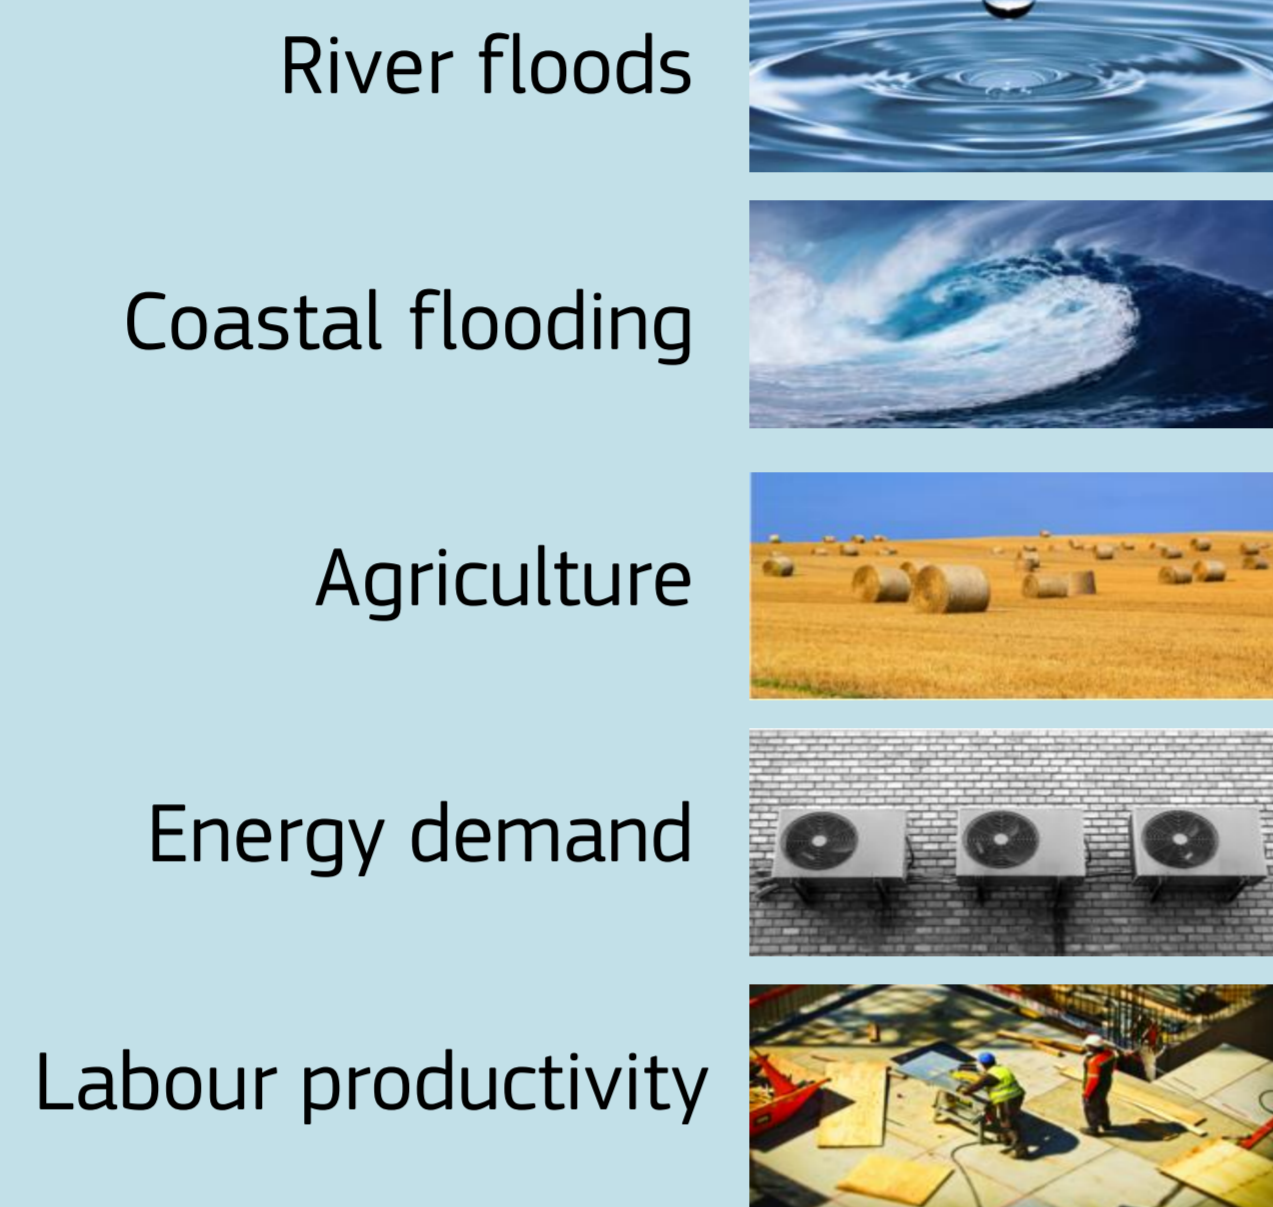 River floods
Coastal flooding
Agriculture
Energy demand
Labour productivity